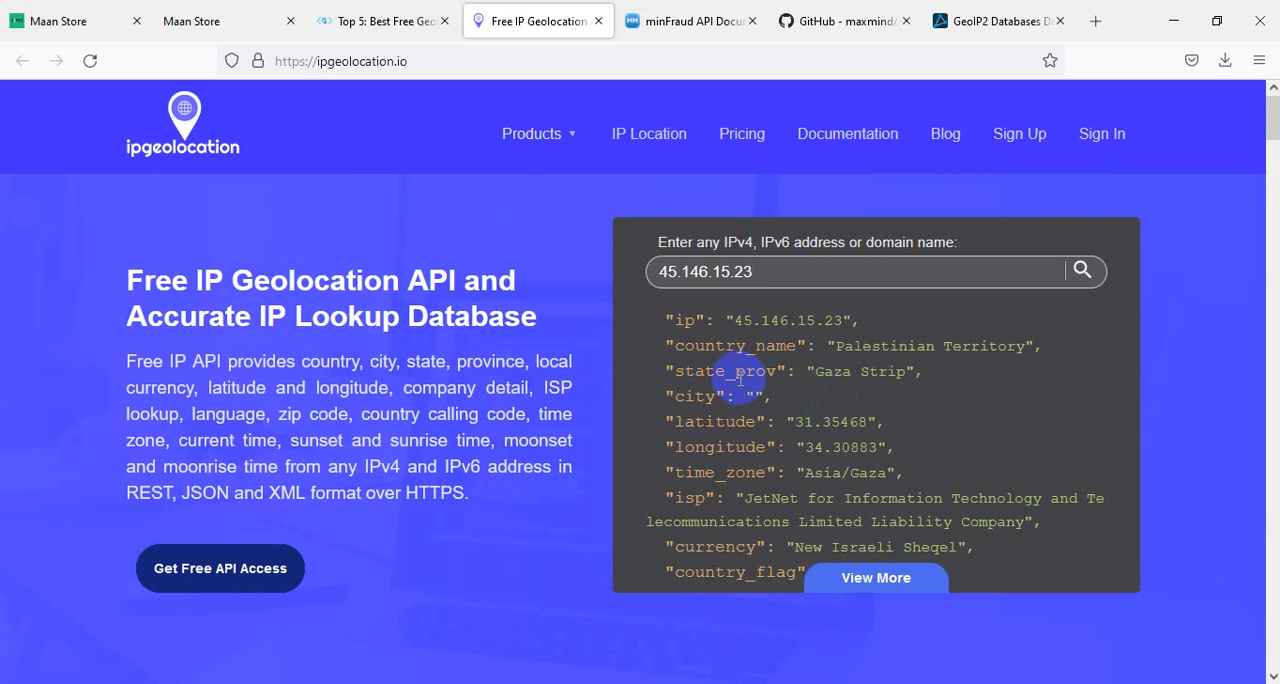 Maan Store
Maan Store
Top 5: Best Free GeoI
Free IP Geolocation
minFraud API Docu
GitHub - maxmind/
GeoIP2 Databases D
https://ipgeolocation.io
ipgeolocation
Products
IP Location
Pricing
Documentation
Blog
Sign Up
Sign In
Free IP Geolocation API and
Accurate IP Lookup Database
Free IP API provides country, city, state, province, local
currency, latitude and longitude, company detail, ISP
lookup, language, zip code, country calling code, time
zone, current time, sunset and sunrise time, moonset
and moonrise time from any IPv4 and IPv6 address in
REST, JSON and XML format over HTTPS.
Get Free API Access
Enter any IPv4, IPv6 address or domain name:
45.146.15.23
"ip": "45.146.15.23",
"country_name": "Palestinian Territory",
"state_prov": "Gaza Strip",
"city": "",
"latitude": "31.35468",
"longitude": "34.30883",
"time_zone": "Asia/Gaza",
"isp": "JetNet for Information Technology and Te
lecommunications Limited Liability Company",
"currency": "New Israeli Sheqel",
"country_flag"
View More